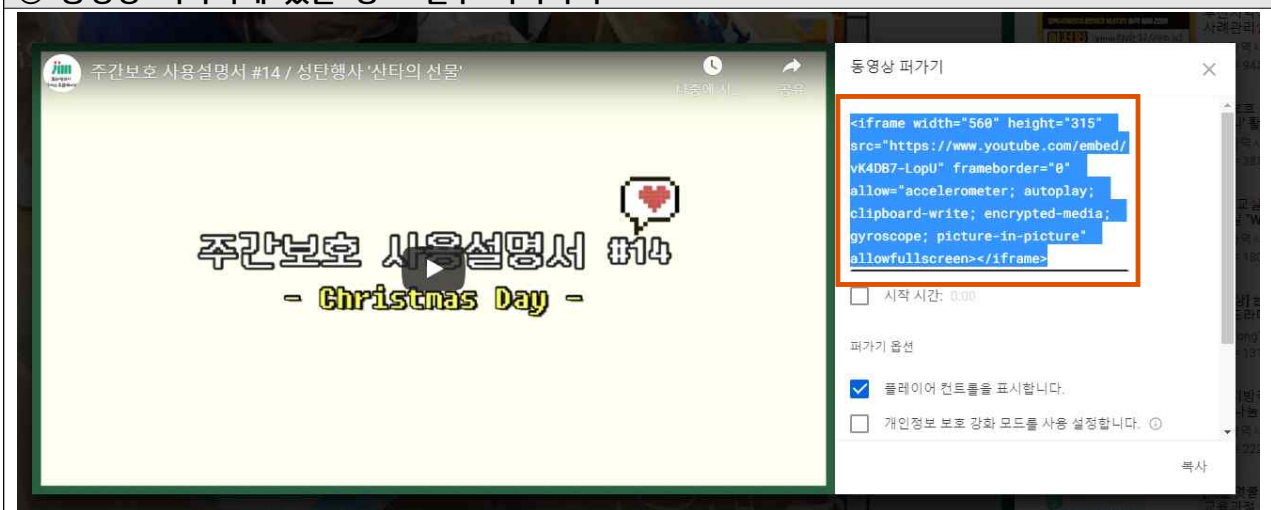 주간보호 사용설명서 #14 / 성탄행사 '산타의 선물'
공유
주간보호 사용설명서 #14
- Christmas Day -
동영상 퍼가기
<iframe width="560" height="315"
src="https://www.youtube.com/embed/
vK4DB7-LopU" frameborder="0"
allow="accelerometer; autoplay;
clipboard-write; encrypted-media;
gyroscope; picture-in-picture"
allowfullscreen></iframe>
시작 시간: 0:00
퍼가기 옵션
플레이어 컨트롤을 표시합니다.
개인정보 보호 강화 모드를 사용 설정합니다.
복사